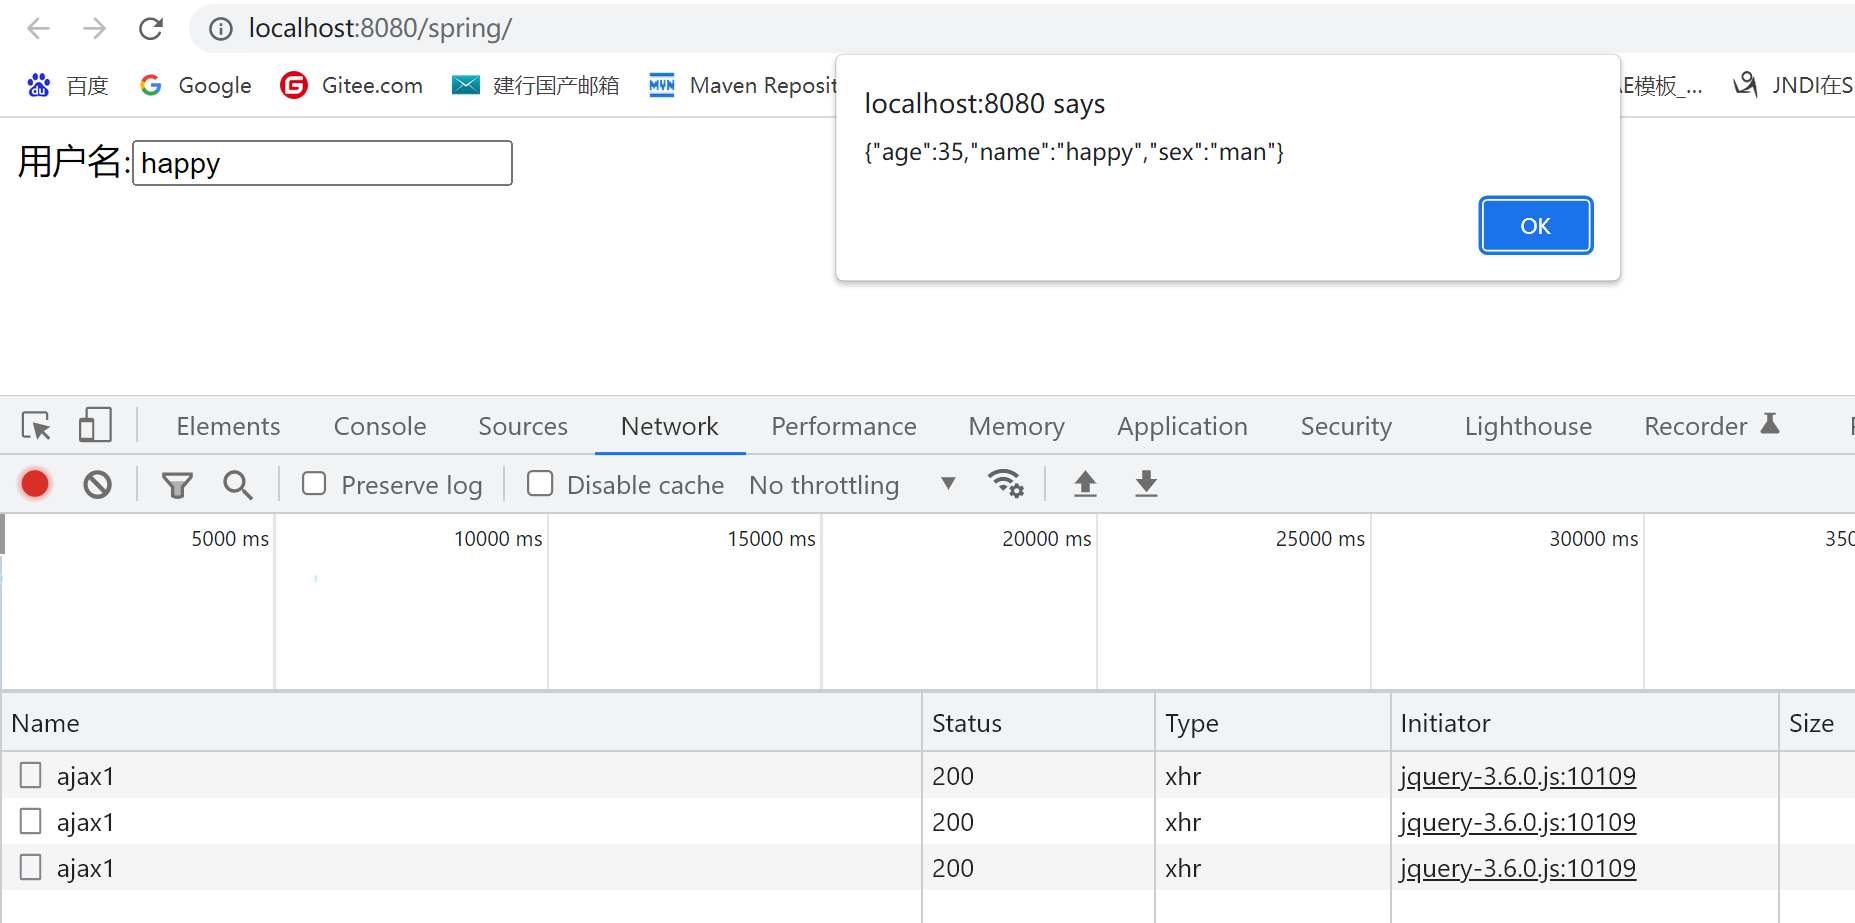 localhost:8080/spring/
百度 Google Gitee.com 建行国产邮箱 Maven Reposit
E模板_... JNDI在S
localhost:8080 says
{"age":35,"name":"happy","sex":"man"}
OK
用户名: happy
Elements Console Sources Network Performance Memory Application Security Lighthouse Recorder
Preserve log Disable cache No throttling
5000 ms 10000 ms 15000 ms 20000 ms 25000 ms 30000 ms 350
Name Status Type Initiator Size
ajax1 200 xhr jquery-3.6.0.js:10109
ajax1 200 xhr jquery-3.6.0.js:10109
ajax1 200 xhr jquery-3.6.0.js:10109